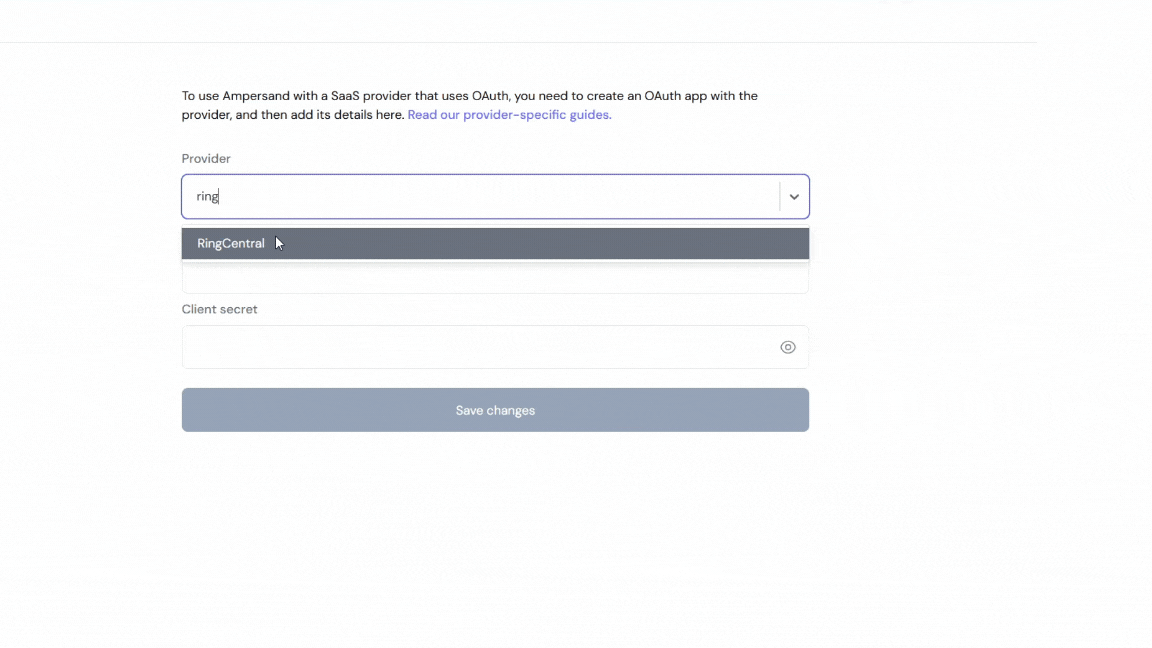 To use Ampersand with a SaaS provider that uses OAuth, you need to create an OAuth app with the
provider, and then add its details here. Read our provider-specific guides.
Provider
ring
RingCentral
Client secret
Save changes